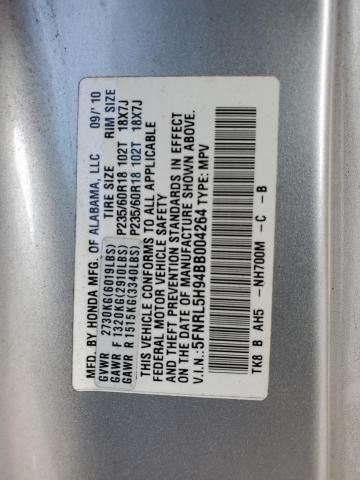 MFD. BY HONDA MFG. OF ALABAMA, LLC 09/'10
GVWR 2730KG(6019LBS) TIRE SIZE RIM SIZE
GAWR F 1320KG(2910LBS) P235/60R18 102T 18X7J
GAWR R 1515KG(3340LBS) P235/60R18 102T 18X7J
THIS VEHICLE CONFORMS TO ALL APPLICABLE
FEDERAL MOTOR VEHICLE SAFETY
AND THEFT PREVENTION STANDARDS IN EFFECT
ON THE DATE OF MANUFACTURE SHOWN ABOVE.
V.I.N.:5FNRL5H94BB004264 TYPE: MPV
TK8 B AH5 -NH700M -C -B